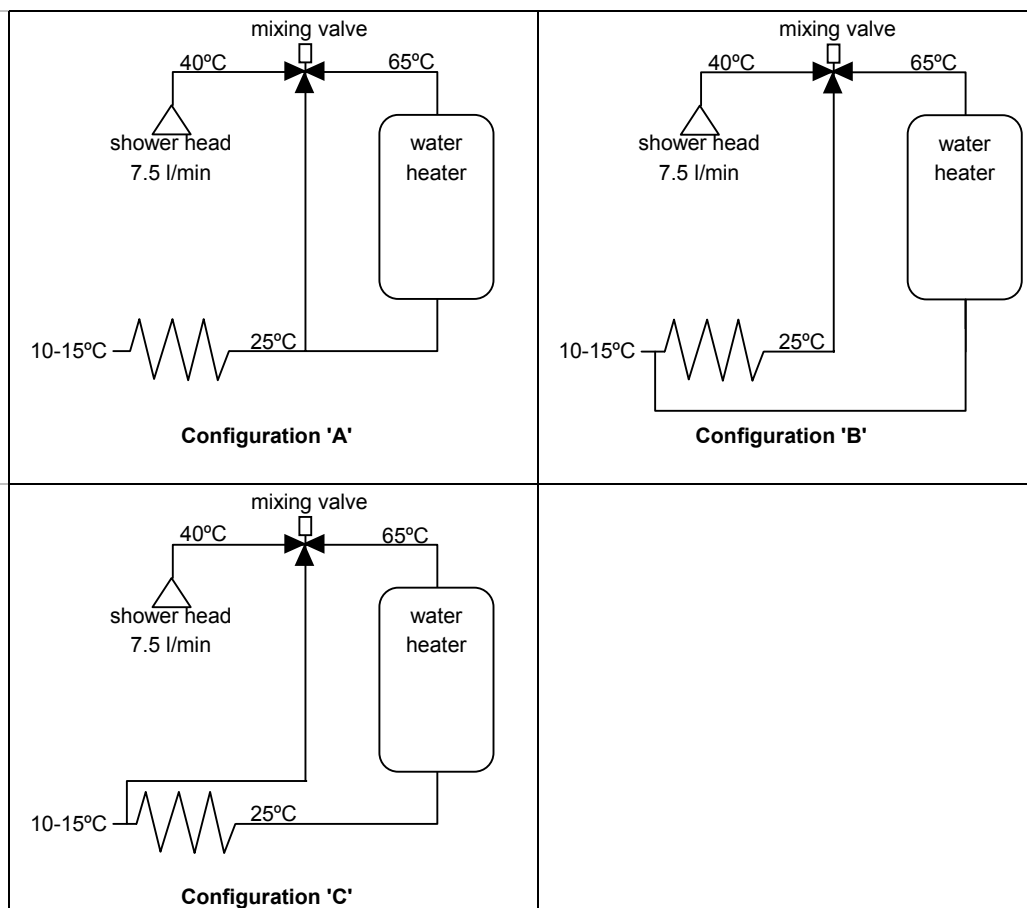 mixing valve
40ºC
65ºC
shower head
7.5 l/min
water
heater
10-15ºC
25ºC
Configuration 'A'
mixing valve
40ºC
65ºC
shower head
7.5 l/min
water
heater
10-15ºC
25ºC
Configuration 'B'
mixing valve
40ºC
65ºC
shower head
7.5 l/min
water
heater
10-15ºC
25ºC
Configuration 'C'